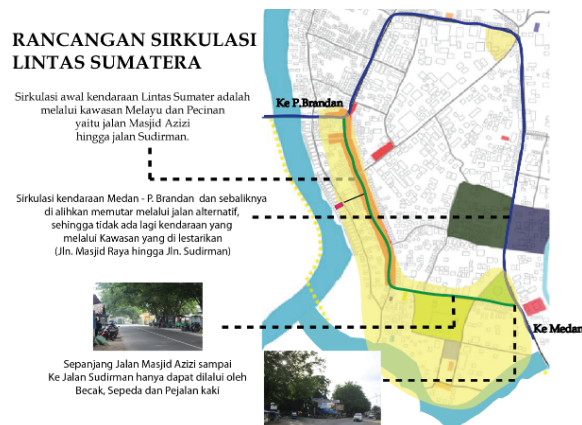 RANCANGAN SIRKULASI
LINTAS SUMATERA
Sirkulasi awal kendaraan Lintas Sumater adalah
melalui kawasan Melayu dan Pecinan
yaitu jalan Masjid Azizi
hingga jalan Sudirman.
Ke P.Brandan
Sirkulasi kendaraan Medan - P. Brandan dan sebaliknya
di alihkan memutar melalui jalan alternatif,
sehingga tidak ada lagi kendaraan yang
melalui Kawasan yang di lestarikan
(Jln. Masjid Raya hingga Jln. Sudirman)
Ke Medan
Sepanjang Jalan Masjid Azizi sampai
Ke Jalan Sudirman hanya dapat dilalui oleh
Becak, Sepeda dan Pejalan kaki